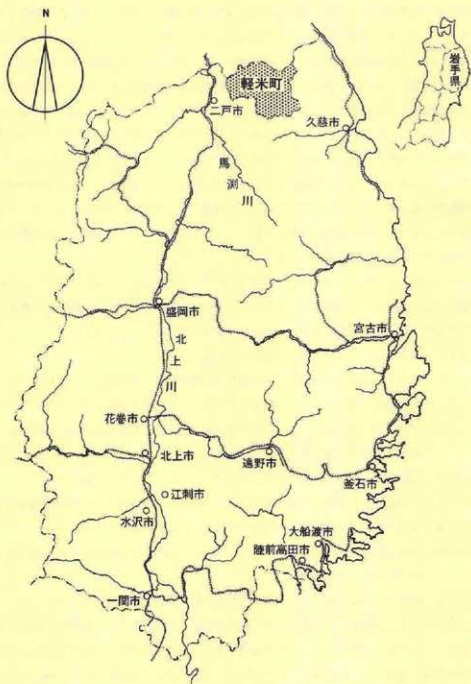 N
軽米町
岩手県
二戸市
久慈市
馬淵川
盛岡市
北上川
宮古市
花巻市
北上市
遠野市
釜石市
江刺市
水沢市
大船渡市
陸前高田市
一関市